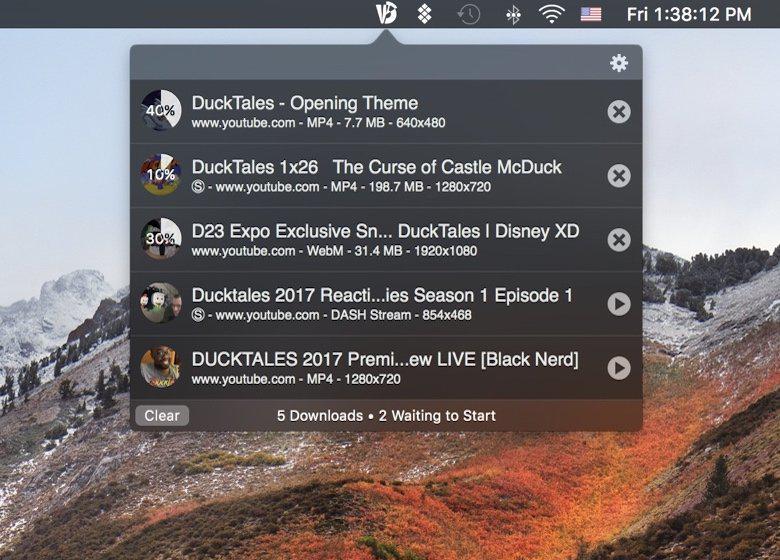 Fri 1:38:12 PM
40%
DuckTales - Opening Theme
www.youtube.com - MP4 - 7.7 MB - 640x480
10%
DuckTales 1x26   The Curse of Castle McDuck
Ⓢ - www.youtube.com - MP4 - 198.7 MB - 1280x720
30%
D23 Expo Exclusive Sn... DuckTales | Disney XD
www.youtube.com - WebM - 31.4 MB - 1920x1080
Ducktales 2017 Reacti...ies Season 1 Episode 1
Ⓢ - www.youtube.com - DASH Stream - 854x468
DUCKTALES 2017 Premi...ew LIVE [Black Nerd]
www.youtube.com - MP4 - 1280x720
Clear
5 Downloads • 2 Waiting to Start